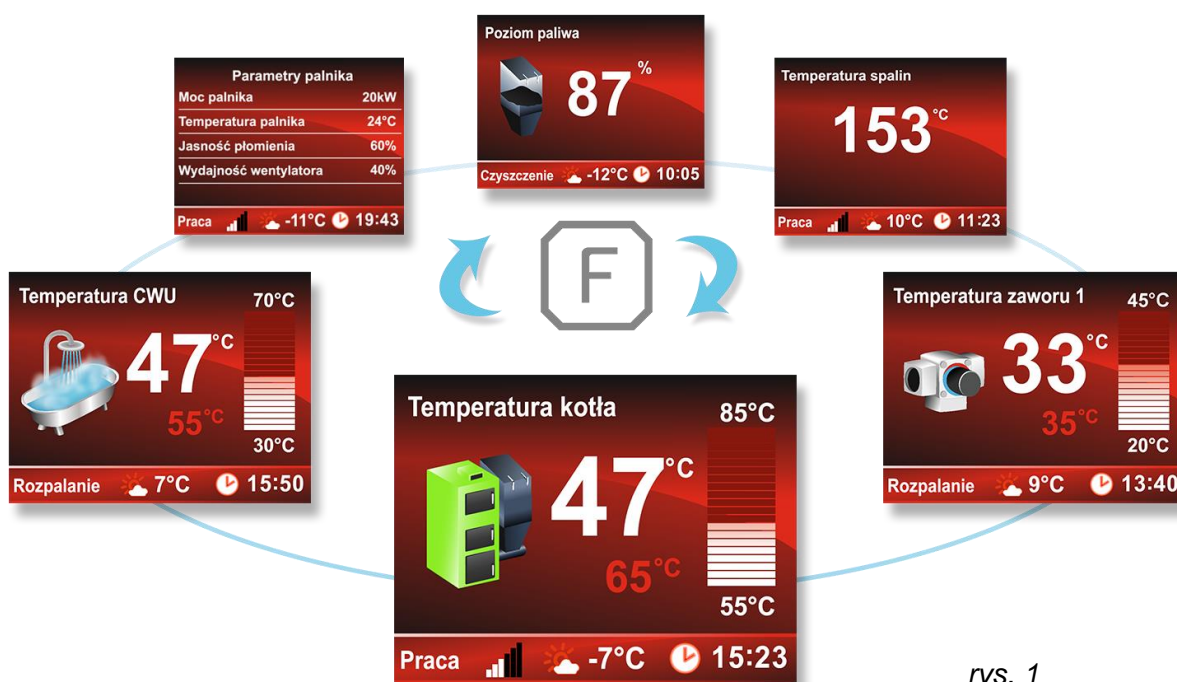 Poziom paliwa
87 %
Czyszczenie -12°C 10:05
Parametry palnika
Moc palnika 20kW
Temperatura palnika 24°C
Jasność płomienia 60%
Wydajność wentylatora 40%
Praca -11°C 19:43
Temperatura spalin
153 °C
Praca 10°C 11:23
F
Temperatura CWU 70°C
47 °C
55 °C
30°C
Rozpalanie 7°C 15:50
Temperatura zaworu 1 45°C
33 °C
35 °C
20°C
Rozpalanie 9°C 13:40
Temperatura kotła 85°C
47 °C
65 °C
55°C
Praca -7°C 15:23
rys. 1